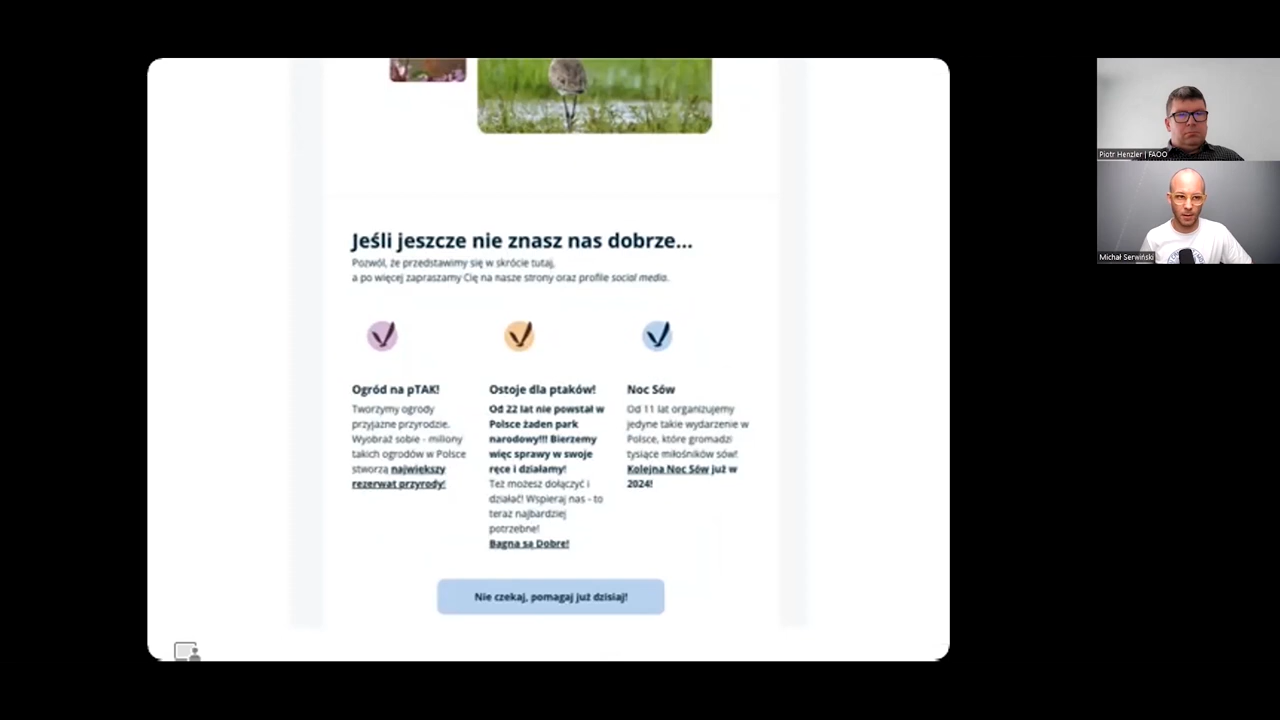 Jeśli jeszcze nie znasz nas dobrze...
Pozwól, że przedstawimy się w skrócie tutaj,
a po więcej zapraszamy Cię na nasze strony oraz profile social media.
Ogród na pTAK!
Tworzymy ogrody
przyjazne przyrodzie.
Wyobraź sobie - miliony
takich ogrodów w Polsce
stworzą największy
rezerwat przyrody!
Ostoje dla ptaków!
Od 22 lat nie powstał w
Polsce żaden park
narodowy!!! Bierzemy
więc sprawy w swoje
ręce i działamy!
Też możesz dołączyć i
działać! Wspieraj nas - to
teraz najbardziej
potrzebne!
Bagna są Dobre!
Noc Sów
Od 11 lat organizujemy
jedyne takie wydarzenie w
Polsce, które gromadzi
tysiące miłośników sów!
Kolejna Noc Sów już w
2024!
Nie czekaj, pomagaj już dzisiaj!
Piotr Henzler | FAOO
Michał Serwiński